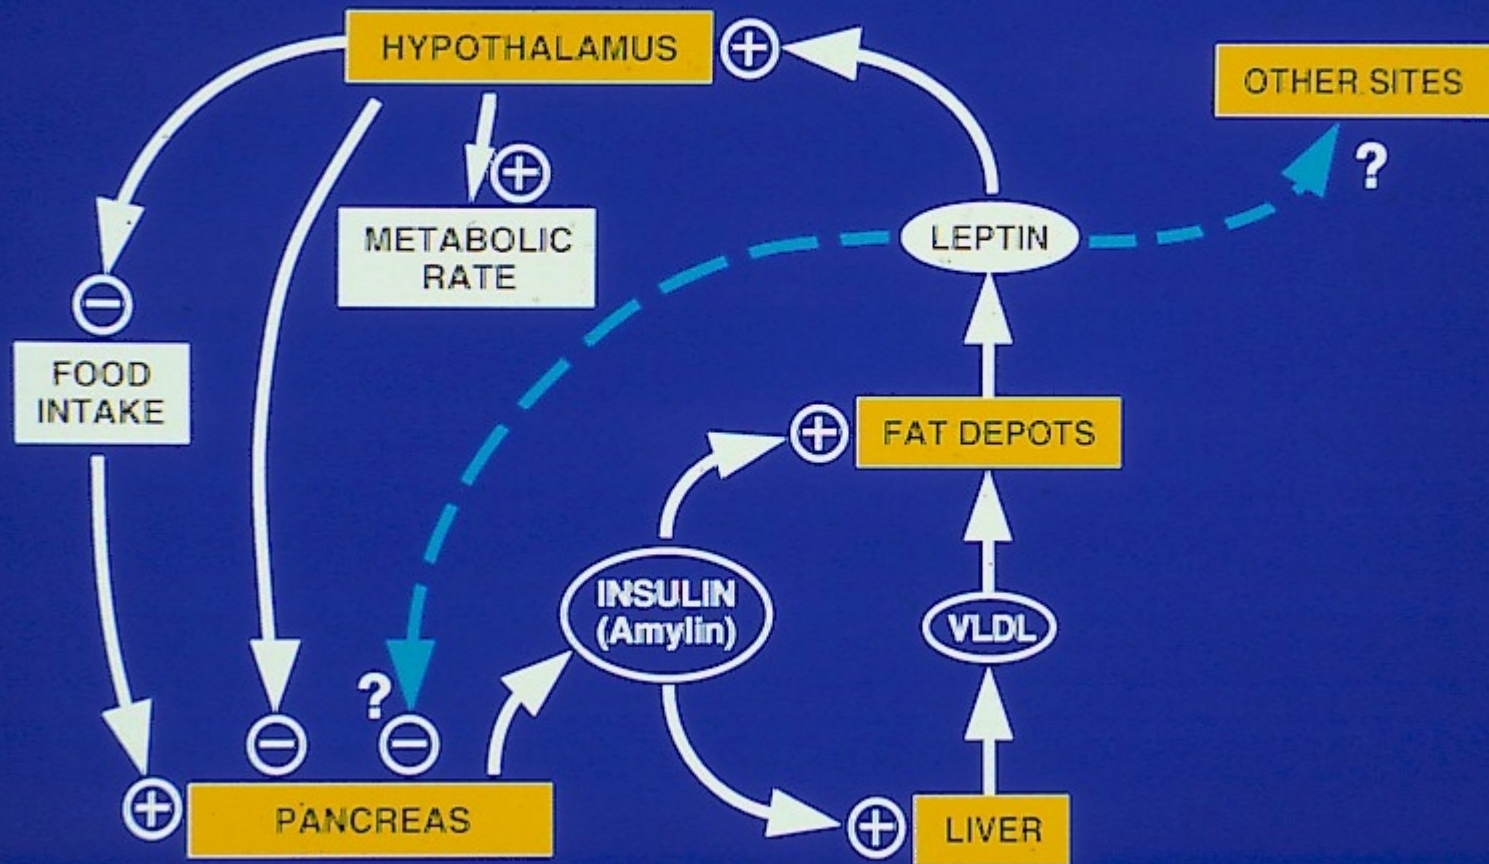 HYPOTHALAMUS
+
OTHER SITES
?
+
METABOLIC
RATE
LEPTIN
−
FOOD
INTAKE
+
FAT DEPOTS
INSULIN
(Amylin)
VLDL
?
−
−
+
PANCREAS
+
LIVER